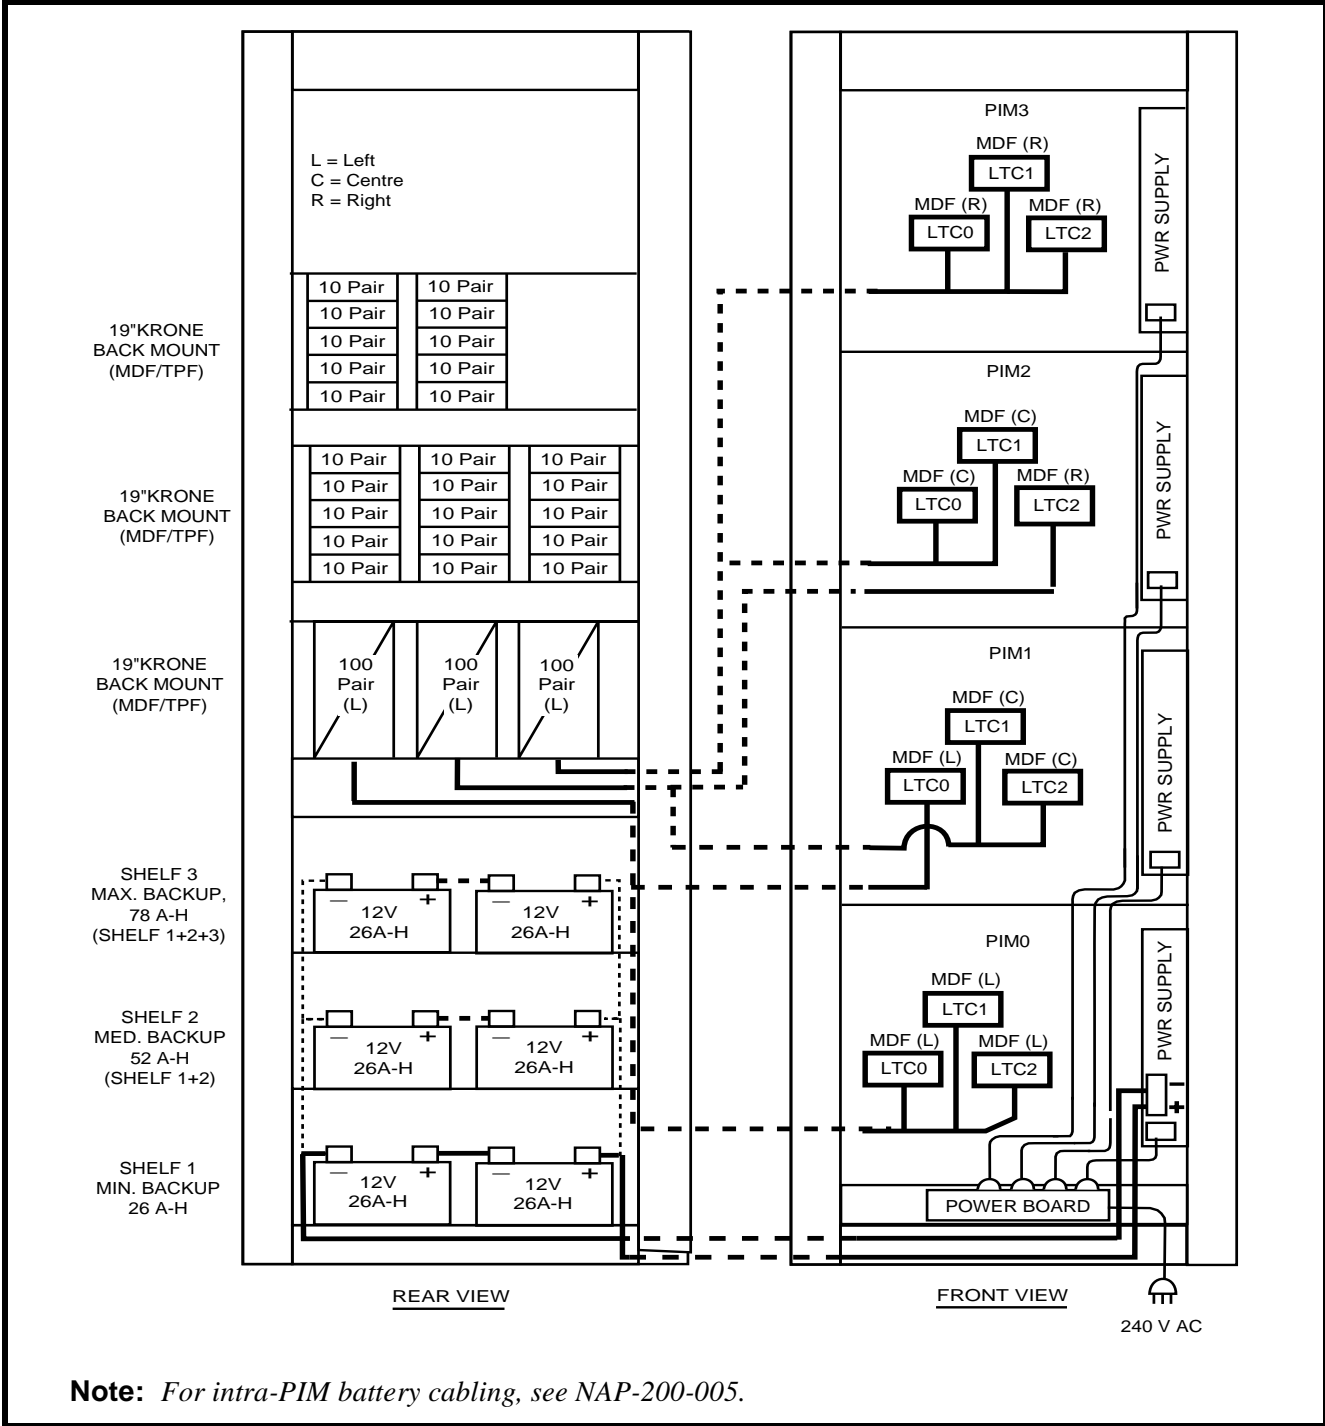 L = Left
C = Centre
R = Right
19"KRONE
BACK MOUNT
(MDF/TPF)
10 Pair 10 Pair
10 Pair 10 Pair
10 Pair 10 Pair
10 Pair 10 Pair
10 Pair 10 Pair
19"KRONE
BACK MOUNT
(MDF/TPF)
10 Pair 10 Pair 10 Pair
10 Pair 10 Pair 10 Pair
10 Pair 10 Pair 10 Pair
10 Pair 10 Pair 10 Pair
10 Pair 10 Pair 10 Pair
19"KRONE
BACK MOUNT
(MDF/TPF)
100
Pair
(L)
100
Pair
(L)
100
Pair
(L)
SHELF 3
MAX. BACKUP,
78 A-H
(SHELF 1+2+3)
— +
12V
26A-H
— +
12V
26A-H
SHELF 2
MED. BACKUP
52 A-H
(SHELF 1+2)
— +
12V
26A-H
— +
12V
26A-H
SHELF 1
MIN. BACKUP
26 A-H
— +
12V
26A-H
— +
12V
26A-H
REAR VIEW
PIM3
MDF (R)
LTC1
MDF (R)
LTC0
MDF (R)
LTC2
PWR SUPPLY
PIM2
MDF (C)
LTC1
MDF (C)
LTC0
MDF (R)
LTC2
PWR SUPPLY
PIM1
MDF (C)
LTC1
MDF (L)
LTC0
MDF (C)
LTC2
PWR SUPPLY
PIM0
MDF (L)
LTC1
MDF (L)
LTC0
MDF (L)
LTC2
PWR SUPPLY
–
+
POWER BOARD
FRONT VIEW
240 V AC
Note: For intra-PIM battery cabling, see NAP-200-005.